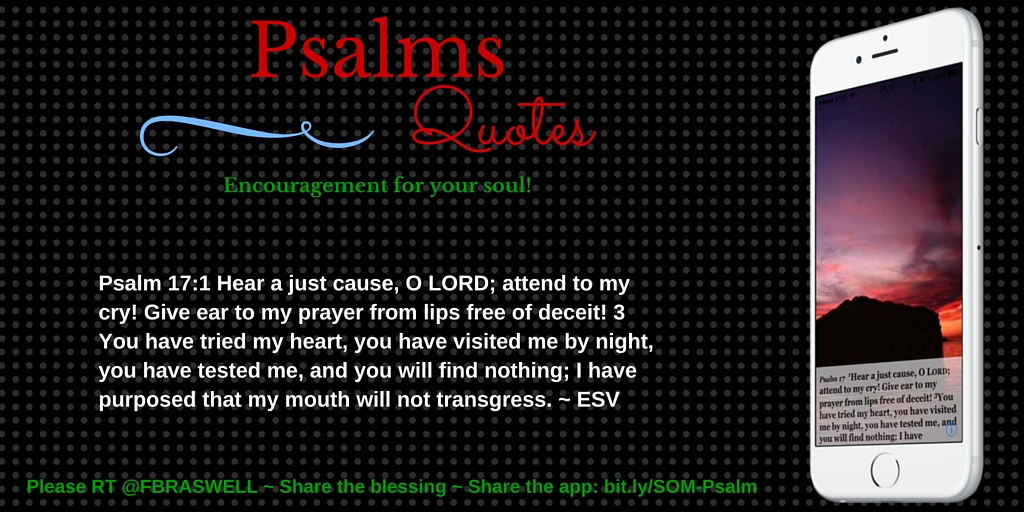 Psalms
Quotes
Encouragement for your soul!
Psalm 17:1 Hear a just cause, O LORD; attend to my
cry! Give ear to my prayer from lips free of deceit! 3
You have tried my heart, you have visited me by night,
you have tested me, and you will find nothing; I have
purposed that my mouth will not transgress. ~ ESV
Psalm 17 ¹Hear a just cause, O LORD;
attend to my cry! Give ear to my
prayer from lips free of deceit! ³You
have tried my heart, you have visited
me by night, you have tested me, and
you will find nothing; I have
Please RT @FBRASWELL ~ Share the blessing ~ Share the app: bit.ly/SOM-Psalm